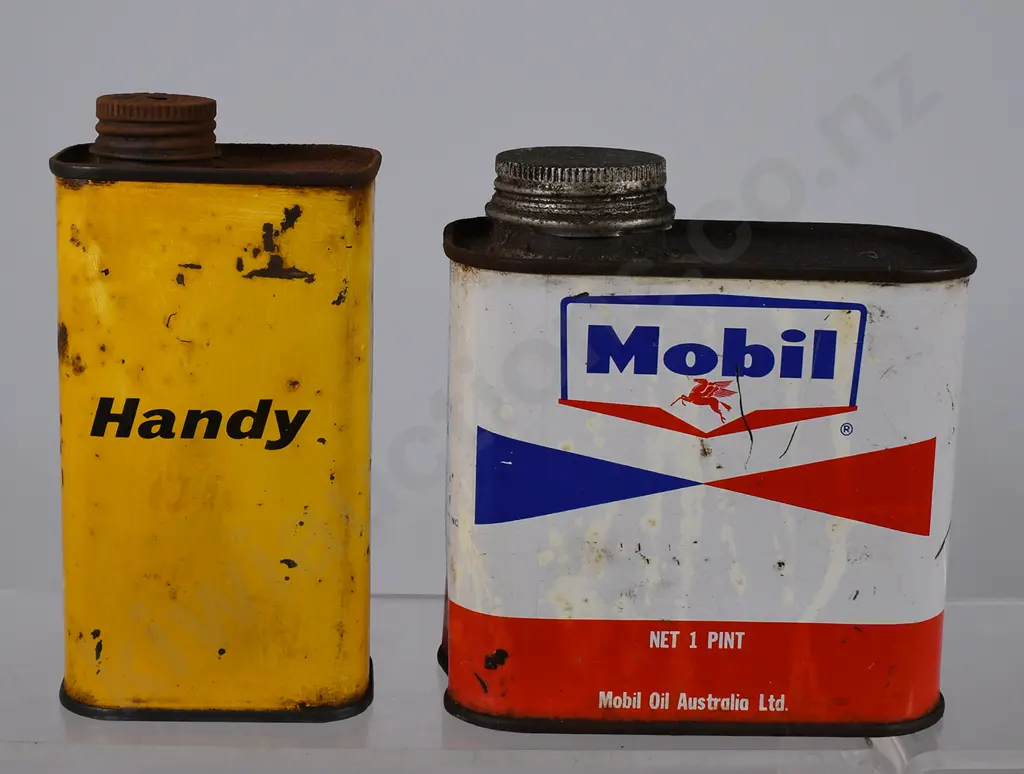 Handy
Mobil
®
NET 1 PINT
Mobil Oil Australia Ltd.